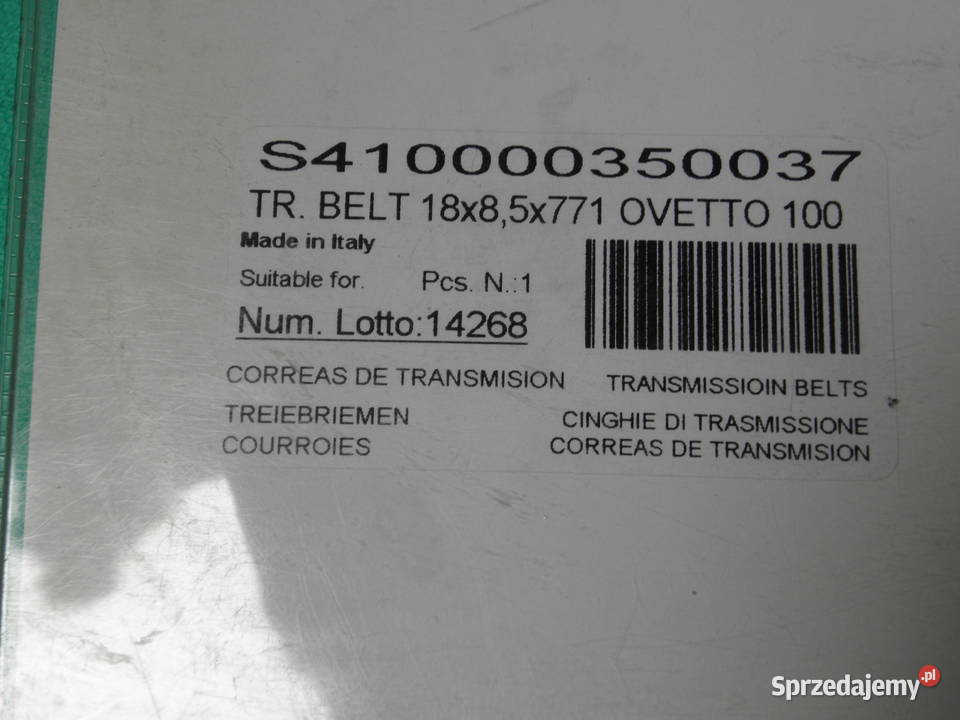 S410000350037
TR. BELT 18x8,5x771 OVETTO 100
Made in Italy
Suitable for. Pcs. N.:1
Num. Lotto:14268
CORREAS DE TRANSMISION TRANSMISSIOIN BELTS
TREIEBRIEMEN CINGHIE DI TRASMISSIONE
COURROIES CORREAS DE TRANSMISION
Sprzedajemy.pl